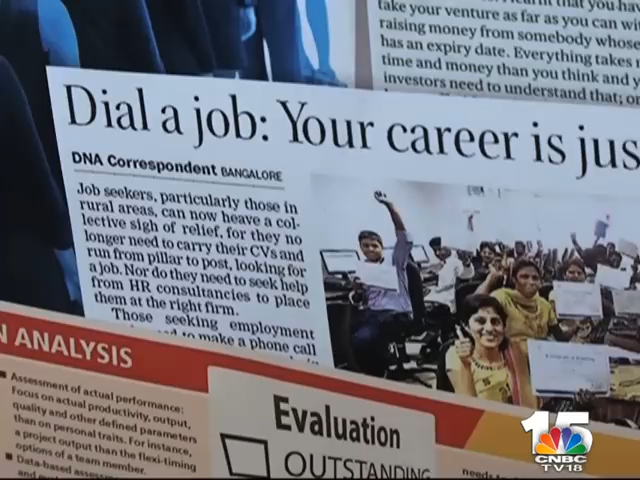 take your venture as far as you can wi
raising money from somebody whose
has an expiry date. Everything takes
time and money than you think and y
investors need to understand that; or
Dial a job: Your career is jus
DNA Correspondent BANGALORE
Job seekers, particularly those in
rural areas, can now heave a col-
lective sigh of relief, for they no
longer need to carry their CVs and
run from pillar to post, looking for
a job. Nor do they need to seek help
from HR consultancies to place
them at the right firm.
Those seeking employment
to make a phone call
N ANALYSIS
Assessment of actual performance:
Focus on actual productivity, output,
quality and other defined parameters
than on personal traits. For instance,
a project output than the flexi-timing
options of a team member.
Data-based assess
Evaluation
OUTSTANDING
needs to
15
CNBC
TV18